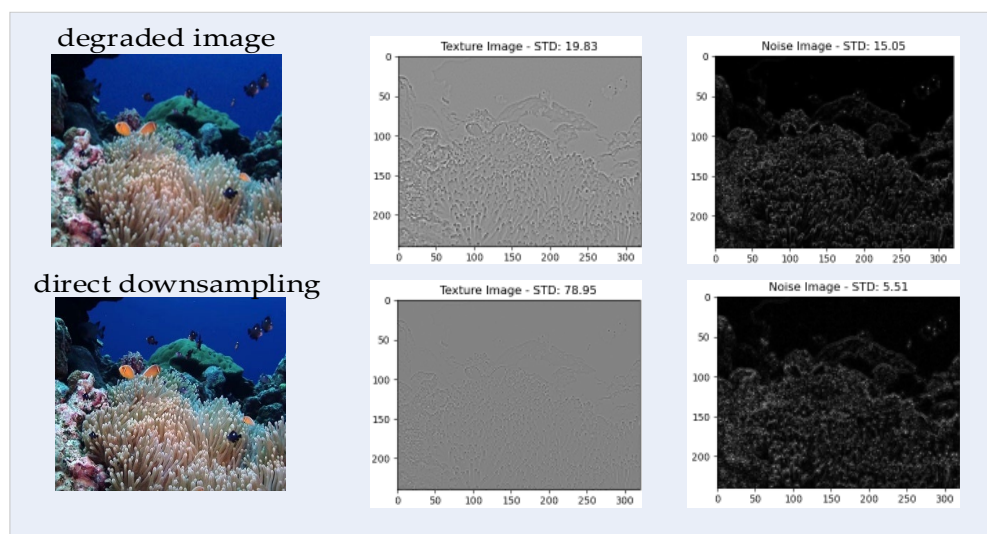 degraded image
Texture Image - STD: 19.83
0
50
100
150
200
0 50 100 150 200 250 300
Noise Image - STD: 15.05
0
50
100
150
200
0 50 100 150 200 250 300
direct downsampling
Texture Image - STD: 78.95
0
50
100
150
200
0 50 100 150 200 250 300
Noise Image - STD: 5.51
0
50
100
150
200
0 50 100 150 200 250 300